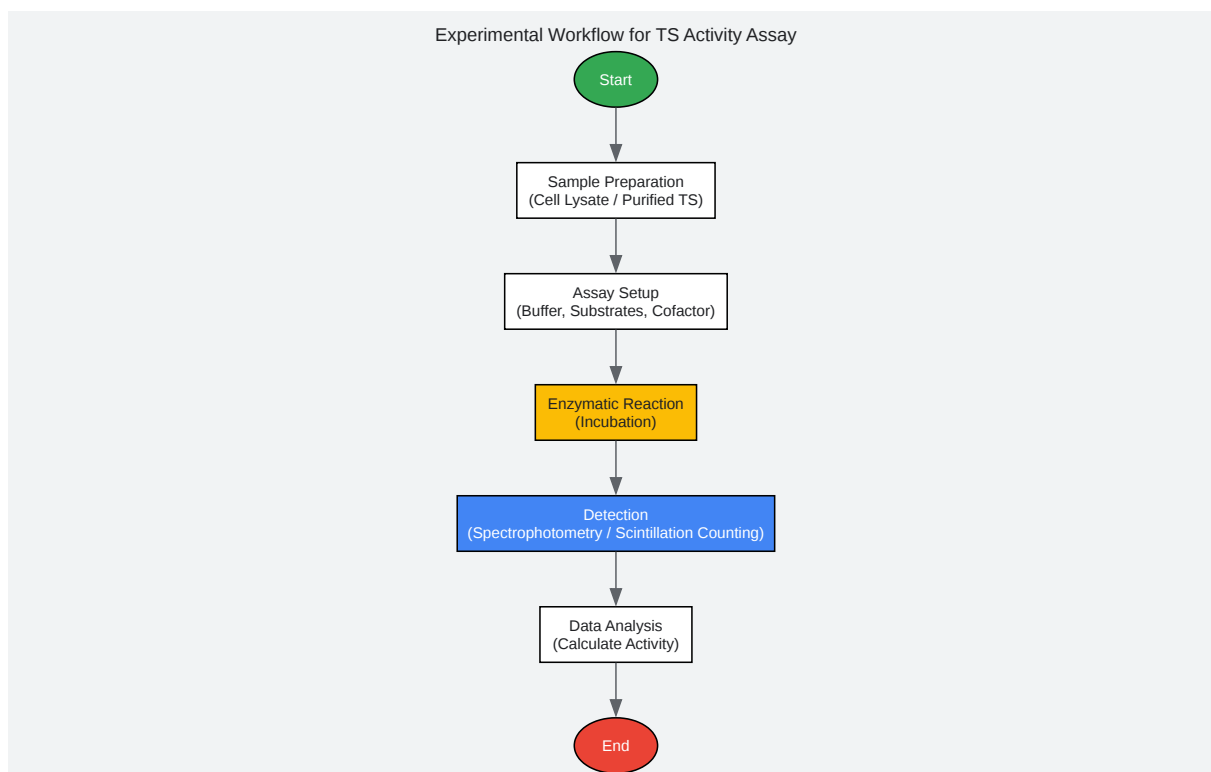 Experimental Workflow for TS Activity Assay
Start
Sample Preparation
(Cell Lysate / Purified TS)
Assay Setup
(Buffer, Substrates, Cofactor)
Enzymatic Reaction
(Incubation)
Detection
(Spectrophotometry / Scintillation Counting)
Data Analysis
(Calculate Activity)
End